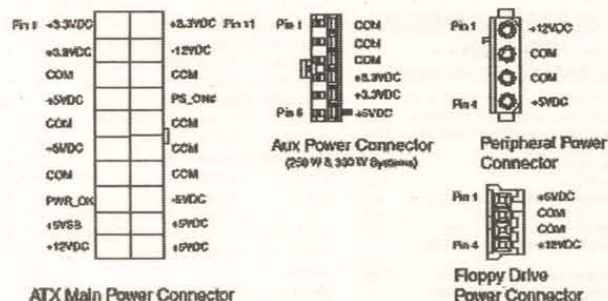 Pin 1 +3.3VDC +3.3VDC Pin 11
+3.3VDC -12VDC
COM COM
+5VDC PS_ON#
COM COM
+5VDC COM
COM COM
PWR_OK -5VDC
+5VSB +5VDC
+12VDC +5VDC
ATX Main Power Connector
Pin 1 COM
COM
COM
+3.3VDC
+3.3VDC
Pin 6 +5VDC
Aux Power Connector
(250 W & 300 W Systems)
Pin 1 +12VDC
COM
COM
Pin 4 +5VDC
Peripheral Power
Connector
Pin 1 +5VDC
COM
COM
Pin 4 +12VDC
Floppy Drive
Power Connector